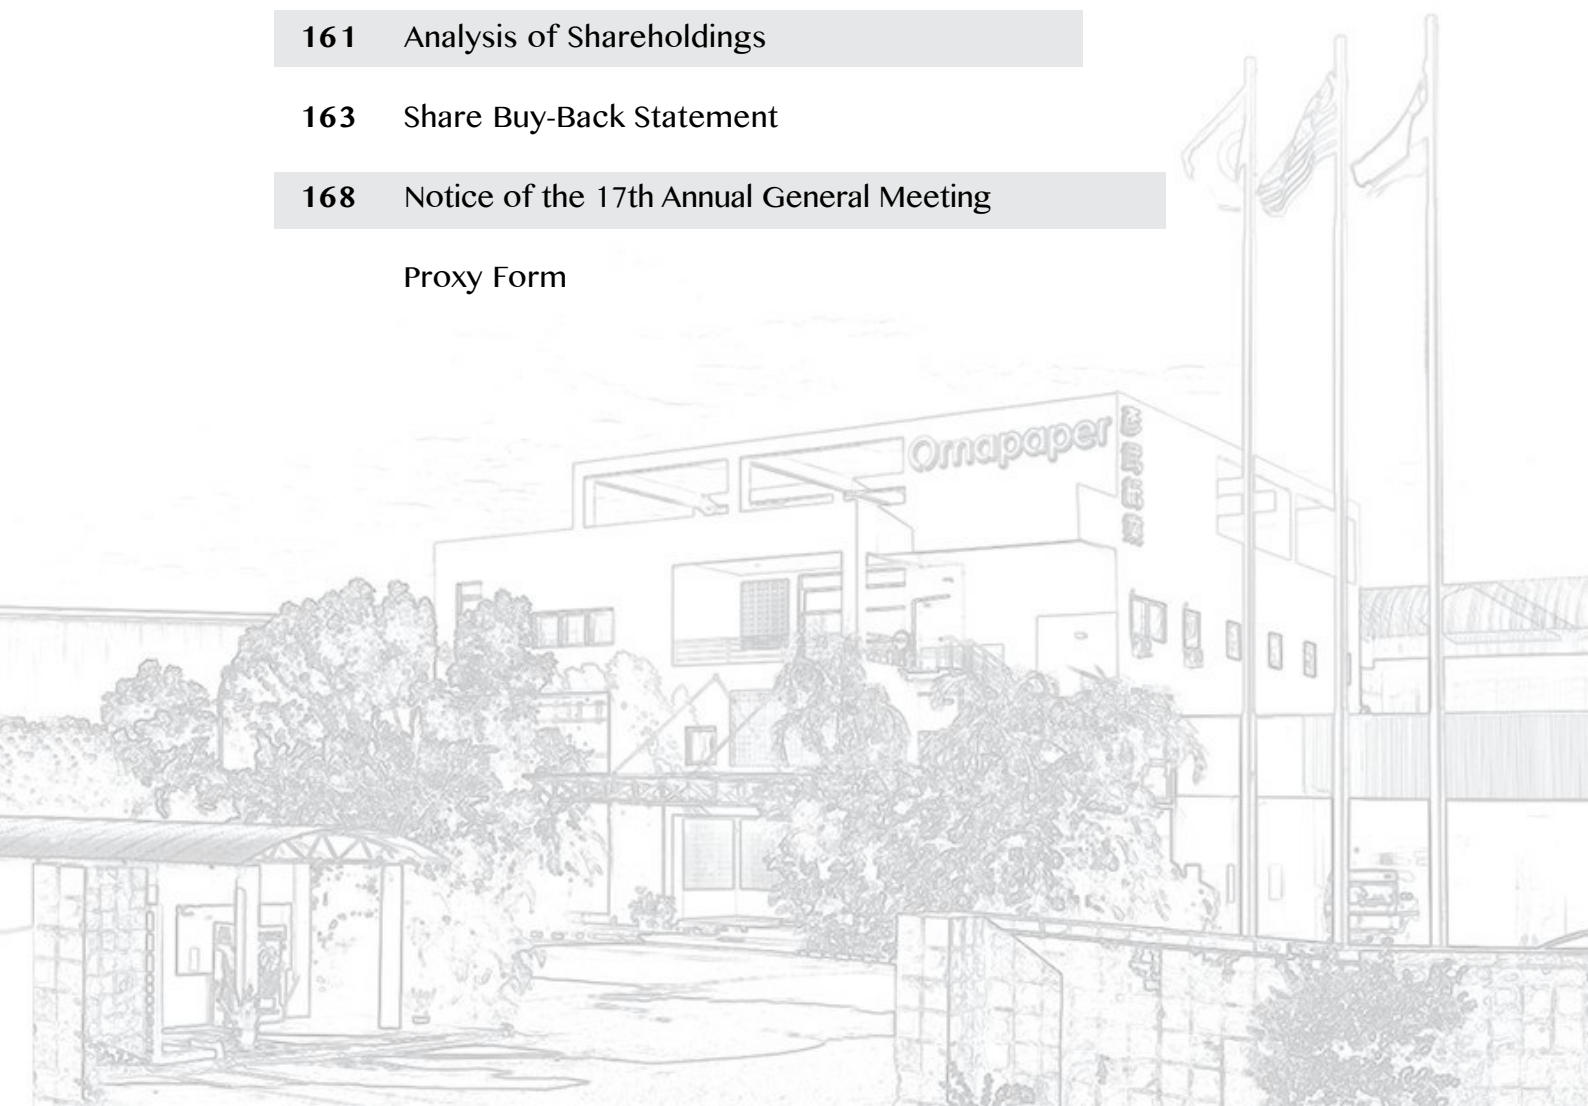 161 Analysis of Shareholdings
163 Share Buy-Back Statement
168 Notice of the 17th Annual General Meeting
Proxy Form
Ornapaper